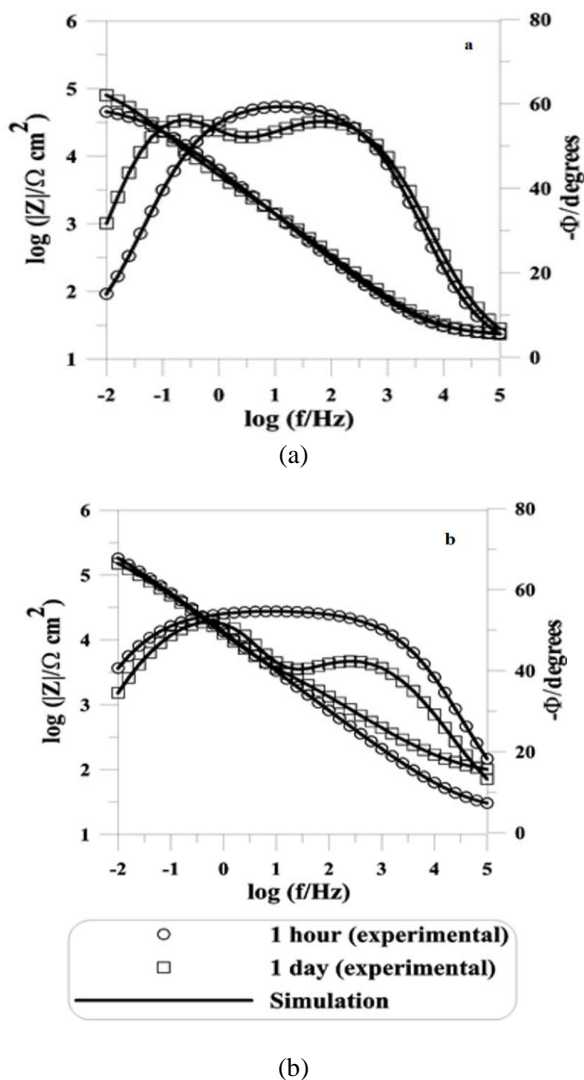 a
6
5
4
3
2
1
80
60
40
20
0
log (|Z|/Ω cm²)
-Φ/degrees
-2 -1 0 1 2 3 4 5
log (f/Hz)
(a)
b
6
5
4
3
2
1
80
60
40
20
0
log (|Z|/Ω cm²)
-Φ/degrees
-2 -1 0 1 2 3 4 5
log (f/Hz)
1 hour (experimental)
1 day (experimental)
Simulation
(b)